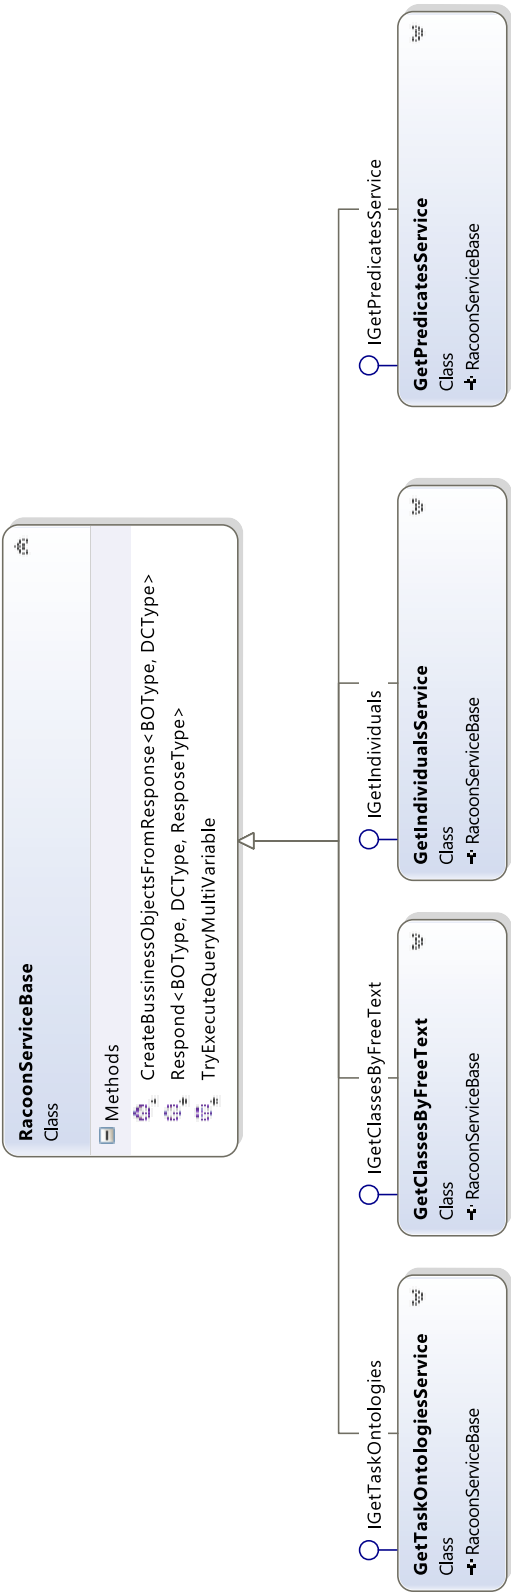 RacoonServiceBase
Class
Methods
CreateBussinessObjectsFromResponse<BOType, DCType>
Respond<BOType, DCType, ResposeType>
TryExecuteQueryMultiVariable
IGetTaskOntologies
GetTaskOntologiesService
Class
RacoonServiceBase
IGetClassesByFreeText
GetClassesByFreeText
Class
RacoonServiceBase
IGetIndividuals
GetIndividualsService
Class
RacoonServiceBase
IGetPredicatesService
GetPredicatesService
Class
RacoonServiceBase